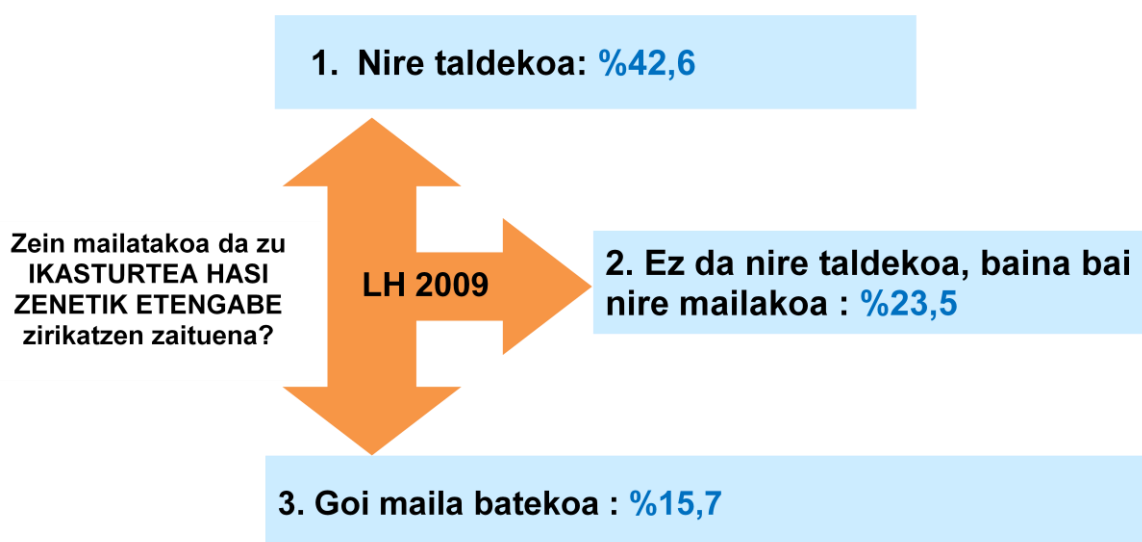 1. Nire taldekoa: %42,6
Zein mailatakoa da zu
IKASTURTEA HASI
ZENETIK ETENGABE
zirikatzen zaituena?
LH 2009
2. Ez da nire taldekoa, baina bai
nire mailakoa : %23,5
3. Goi maila batekoa : %15,7